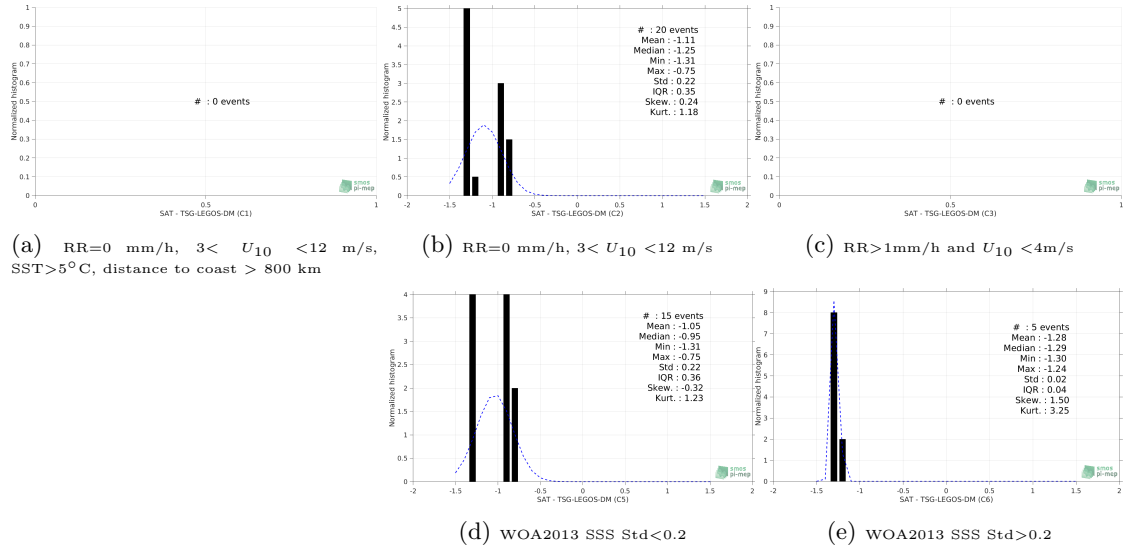 1
0.9
0.8
0.7
0.6
0.5
0.4
0.3
0.2
0.1
0
Normalized histogram
# : 0 events
smos
pi-mep
0 0.5 1
SAT - TSG-LEGOS-DM (C1)
(a) RR=0 mm/h, 3< U10 <12 m/s,
SST>5°C, distance to coast > 800 km
5
4.5
4
3.5
3
2.5
2
1.5
1
0.5
0
Normalized histogram
# : 20 events
Mean : -1.11
Median : -1.25
Min : -1.31
Max : -0.75
Std : 0.22
IQR : 0.35
Skew. : 0.24
Kurt. : 1.18
smos
pi-mep
-2 -1.5 -1 -0.5 0 0.5 1 1.5 2
SAT - TSG-LEGOS-DM (C2)
(b) RR=0 mm/h, 3< U10 <12 m/s
1
0.9
0.8
0.7
0.6
0.5
0.4
0.3
0.2
0.1
0
Normalized histogram
# : 0 events
smos
pi-mep
0 0.5 1
SAT - TSG-LEGOS-DM (C3)
(c) RR>1mm/h and U10 <4m/s
4
3.5
3
2.5
2
1.5
1
0.5
0
Normalized histogram
# : 15 events
Mean : -1.05
Median : -0.95
Min : -1.31
Max : -0.75
Std : 0.22
IQR : 0.36
Skew. : -0.32
Kurt. : 1.23
smos
pi-mep
-2 -1.5 -1 -0.5 0 0.5 1 1.5 2
SAT - TSG-LEGOS-DM (C5)
(d) WOA2013 SSS Std<0.2
9
8
7
6
5
4
3
2
1
0
Normalized histogram
# : 5 events
Mean : -1.28
Median : -1.29
Min : -1.30
Max : -1.24
Std : 0.02
IQR : 0.04
Skew. : 1.50
Kurt. : 3.25
smos
pi-mep
-2 -1.5 -1 -0.5 0 0.5 1 1.5 2
SAT - TSG-LEGOS-DM (C6)
(e) WOA2013 SSS Std>0.2